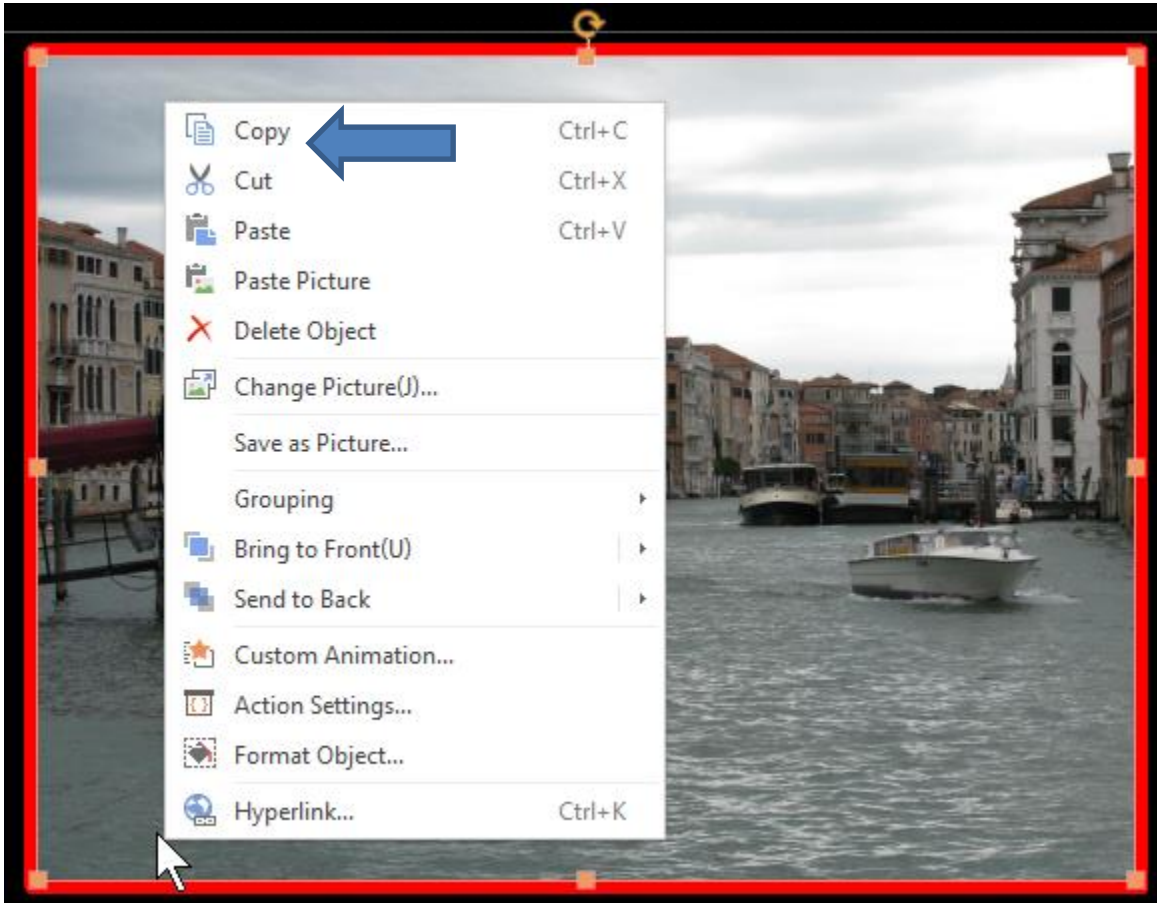 Copy Ctrl+C
Cut Ctrl+X
Paste Ctrl+V
Paste Picture
Delete Object
Change Picture(J)...
Save as Picture...
Grouping
Bring to Front(U)
Send to Back
Custom Animation...
Action Settings...
Format Object...
Hyperlink... Ctrl+K